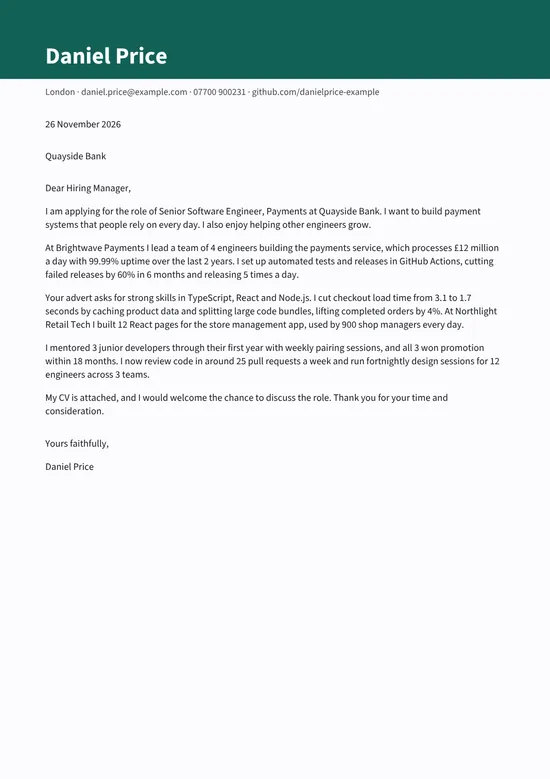 Daniel Price
London · daniel.price@example.com · 07700 900231 · github.com/danielprice-example
26 November 2026
Quayside Bank
Dear Hiring Manager,
I am applying for the role of Senior Software Engineer, Payments at Quayside Bank. I want to build payment
systems that people rely on every day. I also enjoy helping other engineers grow.
At Brightwave Payments I lead a team of 4 engineers building the payments service, which processes £12 million
a day with 99.99% uptime over the last 2 years. I set up automated tests and releases in GitHub Actions, cutting
failed releases by 60% in 6 months and releasing 5 times a day.
Your advert asks for strong skills in TypeScript, React and Node.js. I cut checkout load time from 3.1 to 1.7
seconds by caching product data and splitting large code bundles, lifting completed orders by 4%. At Northlight
Retail Tech I built 12 React pages for the store management app, used by 900 shop managers every day.
I mentored 3 junior developers through their first year with weekly pairing sessions, and all 3 won promotion
within 18 months. I now review code in around 25 pull requests a week and run fortnightly design sessions for 12
engineers across 3 teams.
My CV is attached, and I would welcome the chance to discuss the role. Thank you for your time and
consideration.
Yours faithfully,
Daniel Price